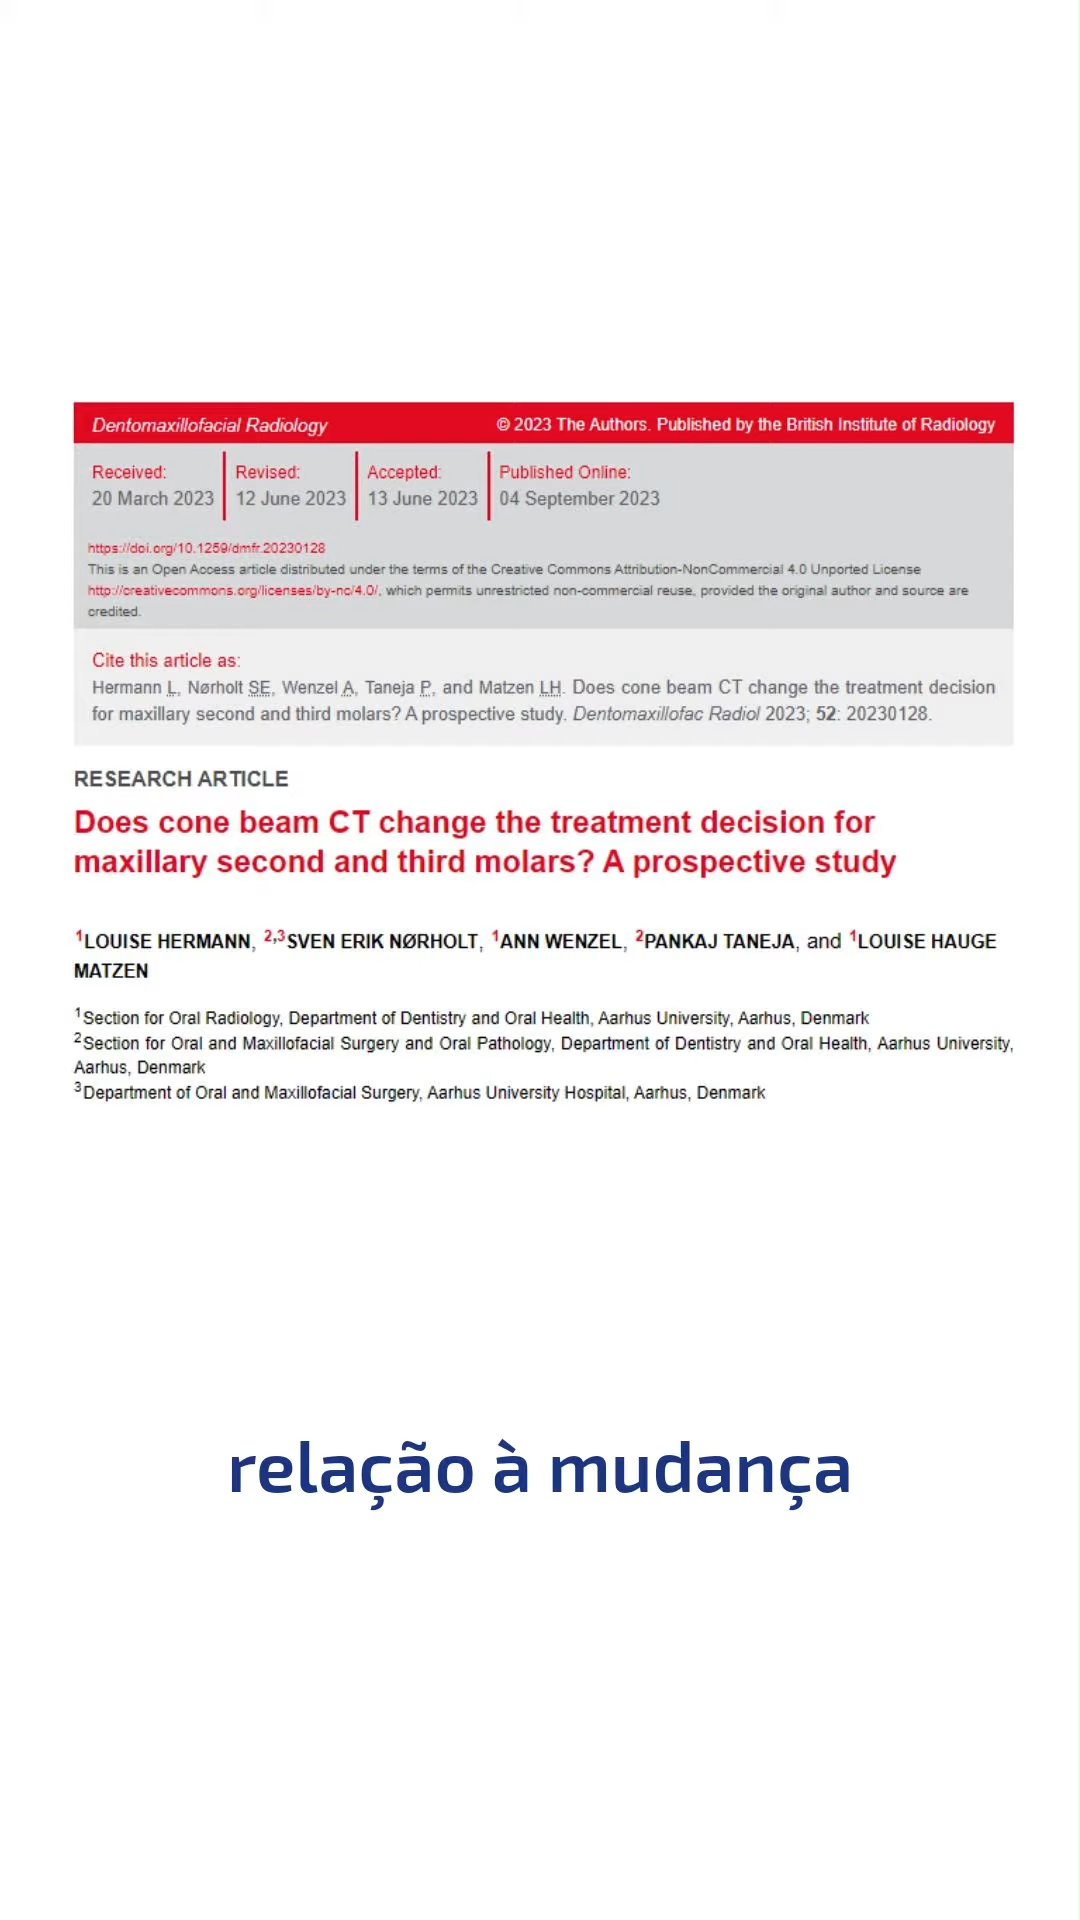 Dentomaxillofacial Radiology
© 2023 The Authors. Published by the British Institute of Radiology
Received:
20 March 2023
Revised:
12 June 2023
Accepted:
13 June 2023
Published Online:
04 September 2023
https://doi.org/10.1259/dmfr.20230128
This is an Open Access article distributed under the terms of the Creative Commons Attribution-NonCommercial 4.0 Unported License
http://creativecommons.org/licenses/by-nc/4.0/, which permits unrestricted non-commercial reuse, provided the original author and source are
credited.
Cite this article as:
Hermann L, Nørholt SE, Wenzel A, Taneja P, and Matzen LH. Does cone beam CT change the treatment decision
for maxillary second and third molars? A prospective study. Dentomaxillofac Radiol 2023; 52: 20230128.
RESEARCH ARTICLE
Does cone beam CT change the treatment decision for
maxillary second and third molars? A prospective study
1LOUISE HERMANN, 2,3SVEN ERIK NØRHOLT, 1ANN WENZEL, 2PANKAJ TANEJA, and 1LOUISE HAUGE
MATZEN
1Section for Oral Radiology, Department of Dentistry and Oral Health, Aarhus University, Aarhus, Denmark
2Section for Oral and Maxillofacial Surgery and Oral Pathology, Department of Dentistry and Oral Health, Aarhus University,
Aarhus, Denmark
3Department of Oral and Maxillofacial Surgery, Aarhus University Hospital, Aarhus, Denmark
relação à mudança